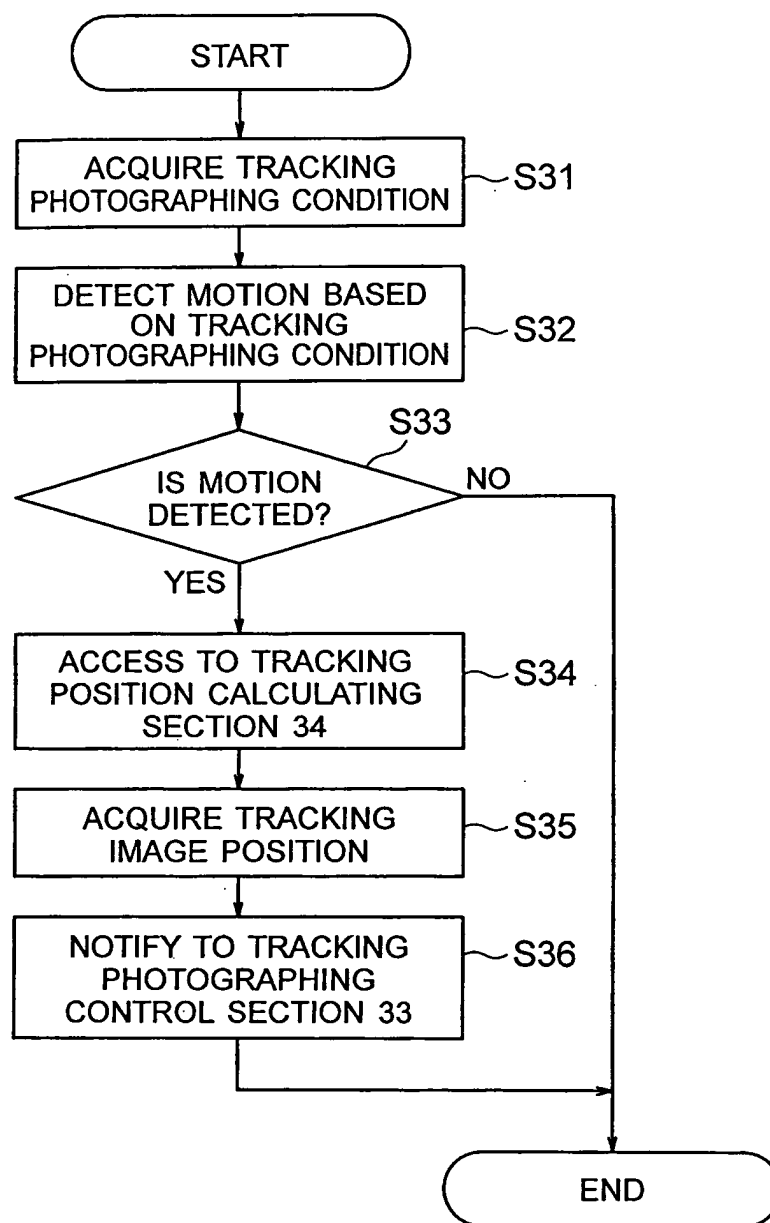 START
ACQUIRE TRACKING
PHOTOGRAPHING CONDITION
S31
DETECT MOTION BASED
ON TRACKING
PHOTOGRAPHING CONDITION
S32
S33
IS MOTION
DETECTED?
NO
YES
ACCESS TO TRACKING
POSITION CALCULATING
SECTION 34
S34
ACQUIRE TRACKING
IMAGE POSITION
S35
NOTIFY TO TRACKING
PHOTOGRAPHING
CONTROL SECTION 33
S36
END